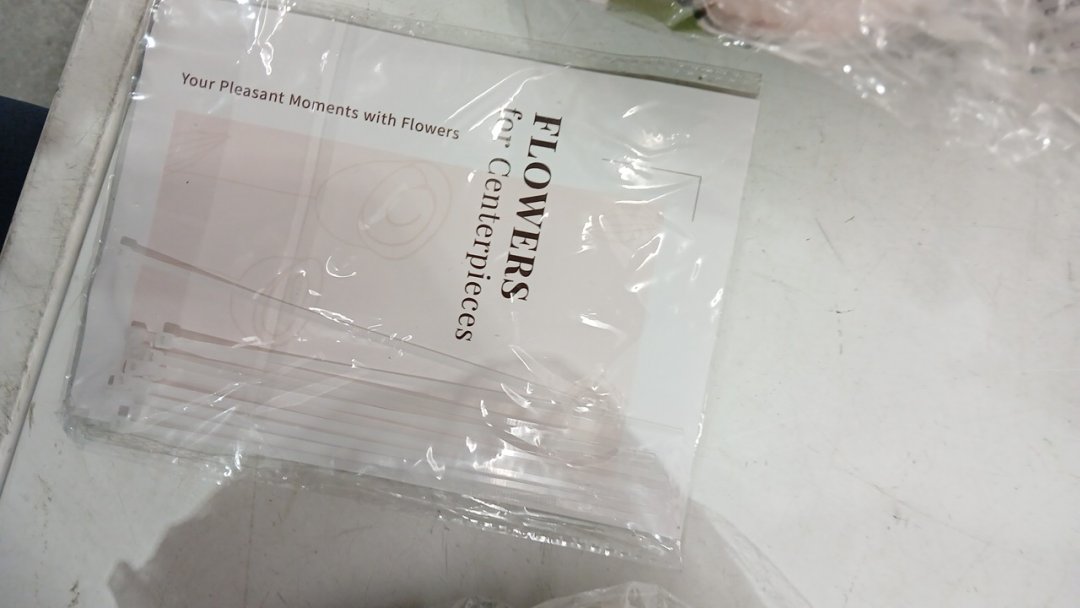 Your Pleasant Moments with Flowers
FLOWERS
for Centerpieces